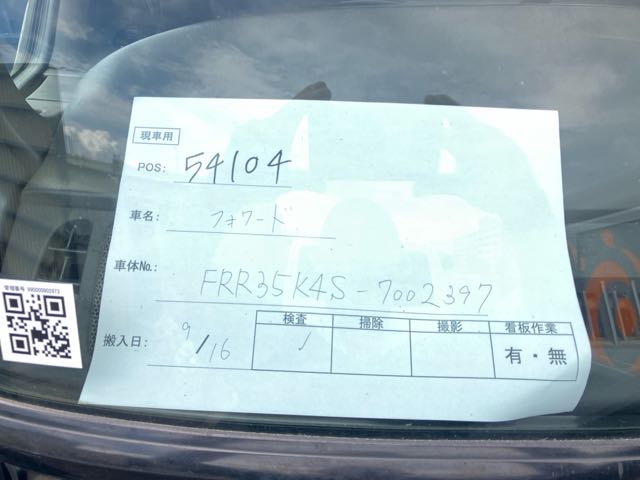 現車用
POS: 54104
車名: フォワード
車体No.: FRR35K4S-7002397
搬入日: 9/16
検査 掃除 撮影 看板作業
✓ 有・無